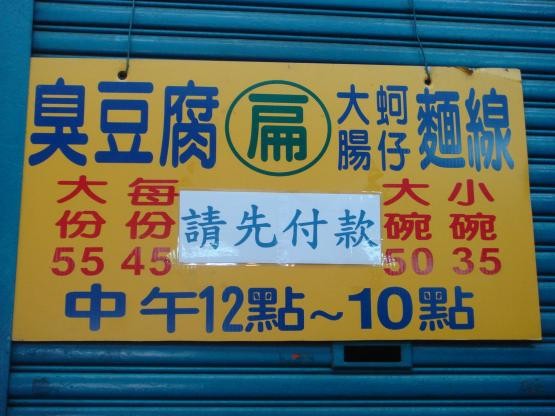 臭豆腐 扁 大腸 蚵仔 麵線
大份 每份 請先付款 大碗 小碗
55 45 50 35
中午12點~10點